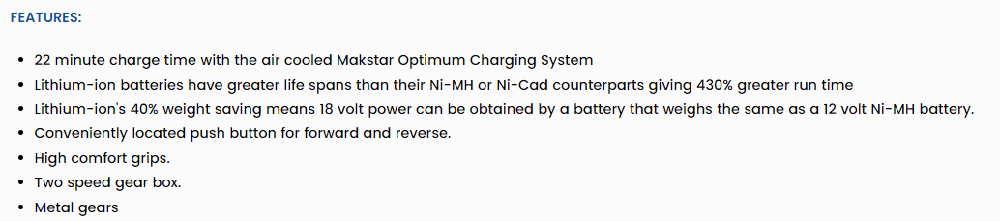 FEATURES:
• 22 minute charge time with the air cooled Makstar Optimum Charging System
• Lithium-ion batteries have greater life spans than their Ni-MH or Ni-Cad counterparts giving 430% greater run time
• Lithium-ion's 40% weight saving means 18 volt power can be obtained by a battery that weighs the same as a 12 volt Ni-MH battery.
• Conveniently located push button for forward and reverse.
• High comfort grips.
• Two speed gear box.
• Metal gears